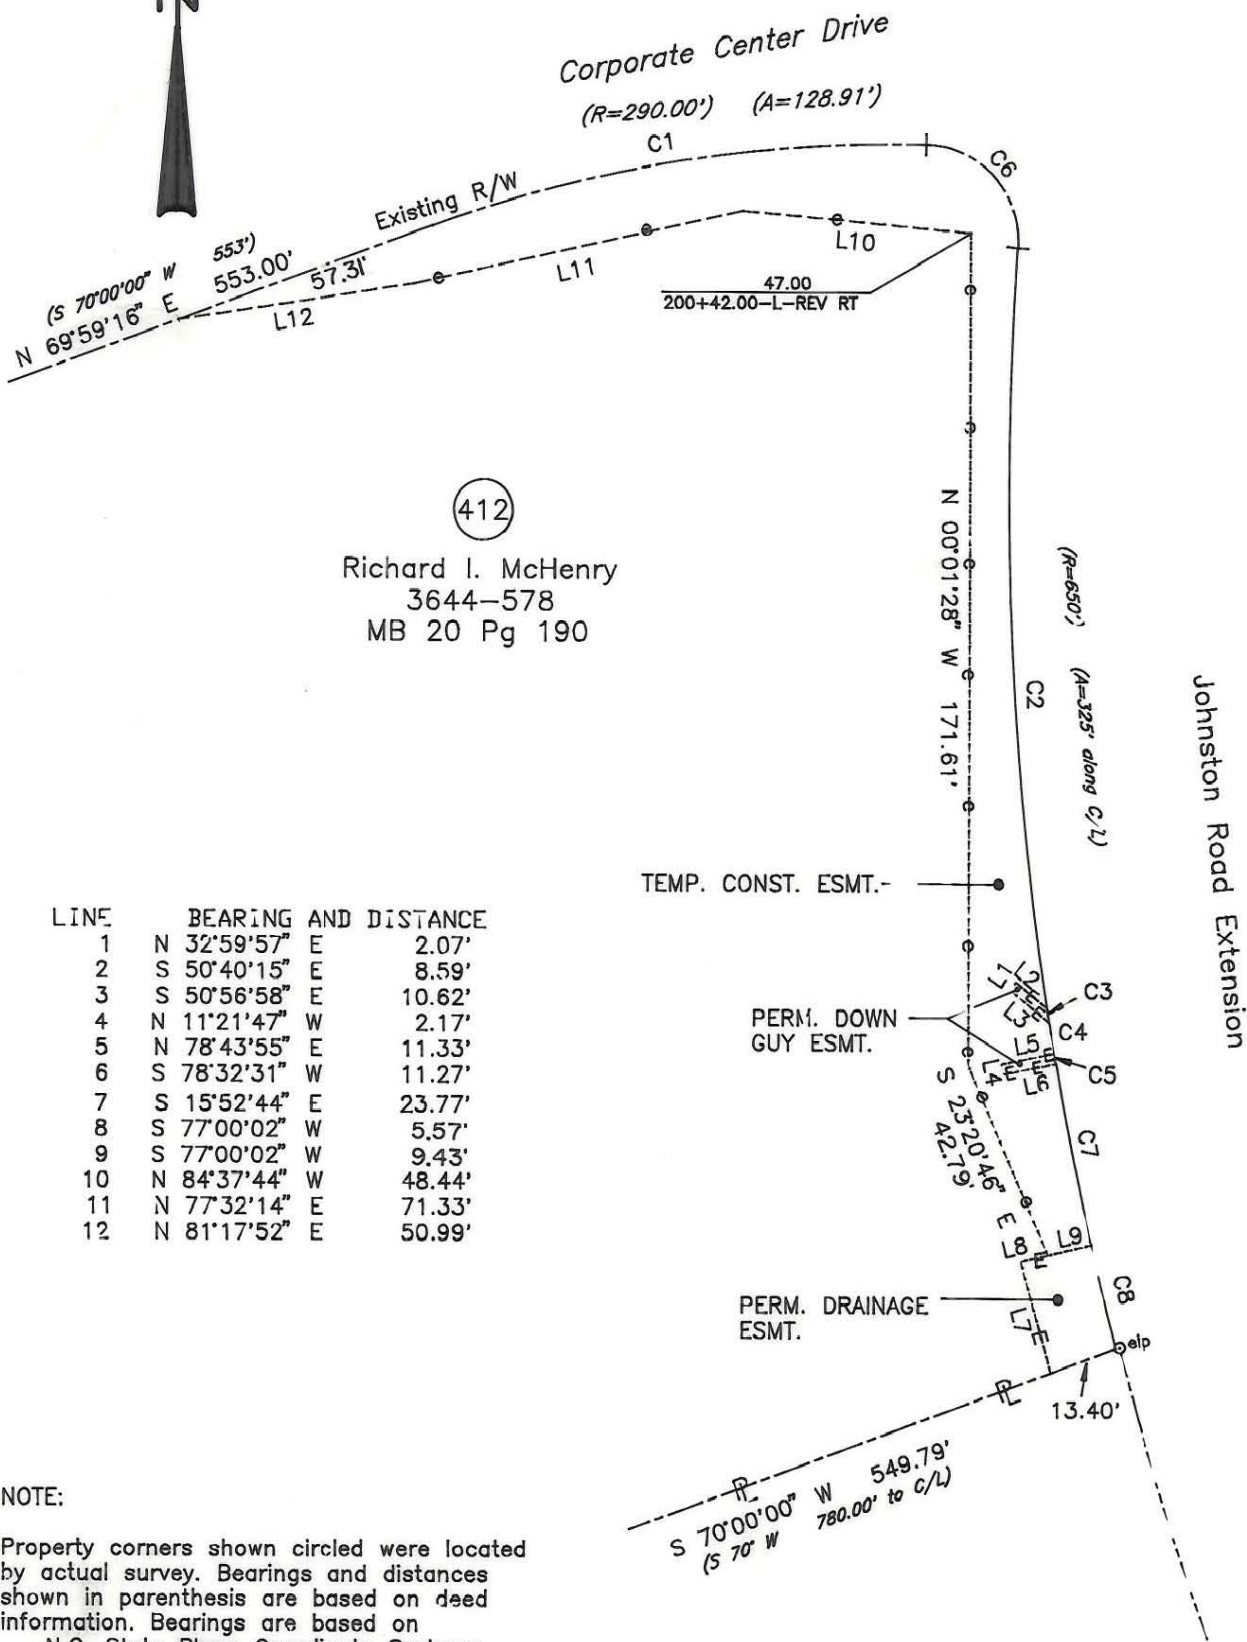 N
Corporate Center Drive
(R=290.00') (A=128.91')
C1
C6
Existing R/W
(S 70°00'00" W 553')
N 69°59'16" E 553.00'
57.31'
L12
L11
L10
47.00
200+42.00-L-REV RT
412
Richard I. McHenry
3644-578
MB 20 Pg 190
N 00°01'28" W 171.61'
(R=650') (A=325' along C/L)
C2
Johnston Road Extension
TEMP. CONST. ESMT.-
LINE BEARING AND DISTANCE
1 N 32°59'57" E 2.07'
2 S 50°40'15" E 8.59'
3 S 50°56'58" E 10.62'
4 N 11°21'47" W 2.17'
5 N 78°43'55" E 11.33'
6 S 78°32'31" W 11.27'
7 S 15°52'44" E 23.77'
8 S 77°00'02" W 5.57'
9 S 77°00'02" W 9.43'
10 N 84°37'44" W 48.44'
11 N 77°32'14" E 71.33'
12 N 81°17'52" E 50.99'
L1
L2
E
L3
E
C3
C4
PERM. DOWN
GUY ESMT.
L5
E
L4
E
E
L6
C5
S 23°20'46" E
42.79'
C7
L8
E
L9
PERM. DRAINAGE
ESMT.
L7
E
C8
eip
13.40'
PL
PL
S 70°00'00" W 549.79'
(S 70° W 780.00' to C/L)
NOTE:
Property corners shown circled were located
by actual survey. Bearings and distances
shown in parenthesis are based on deed
information. Bearings are based on
N.C. State Plane Coordinate System